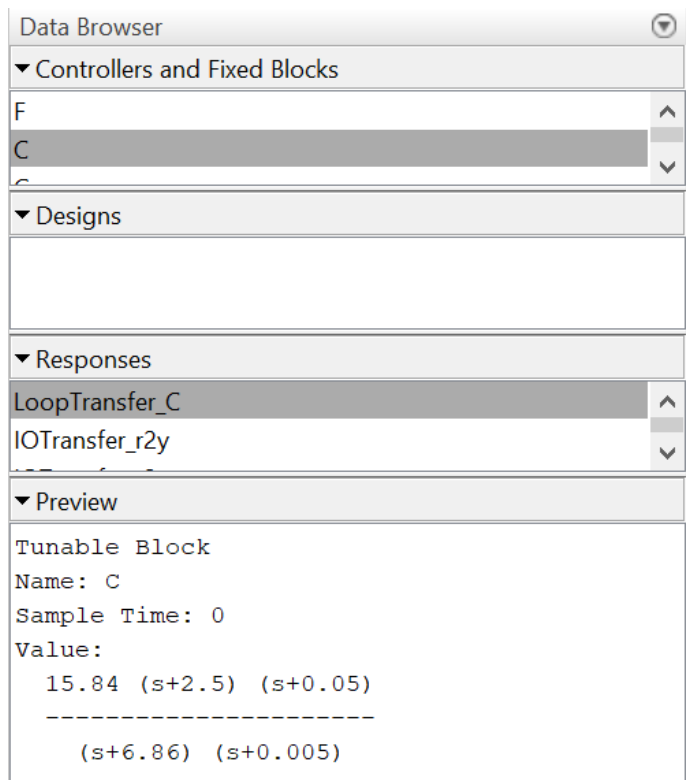 Data Browser
Controllers and Fixed Blocks
F
C
Designs
Responses
LoopTransfer_C
IOTransfer_r2y
Preview
Tunable Block
Name: C
Sample Time: 0
Value:
15.84 (s+2.5) (s+0.05)
----------------------
(s+6.86) (s+0.005)